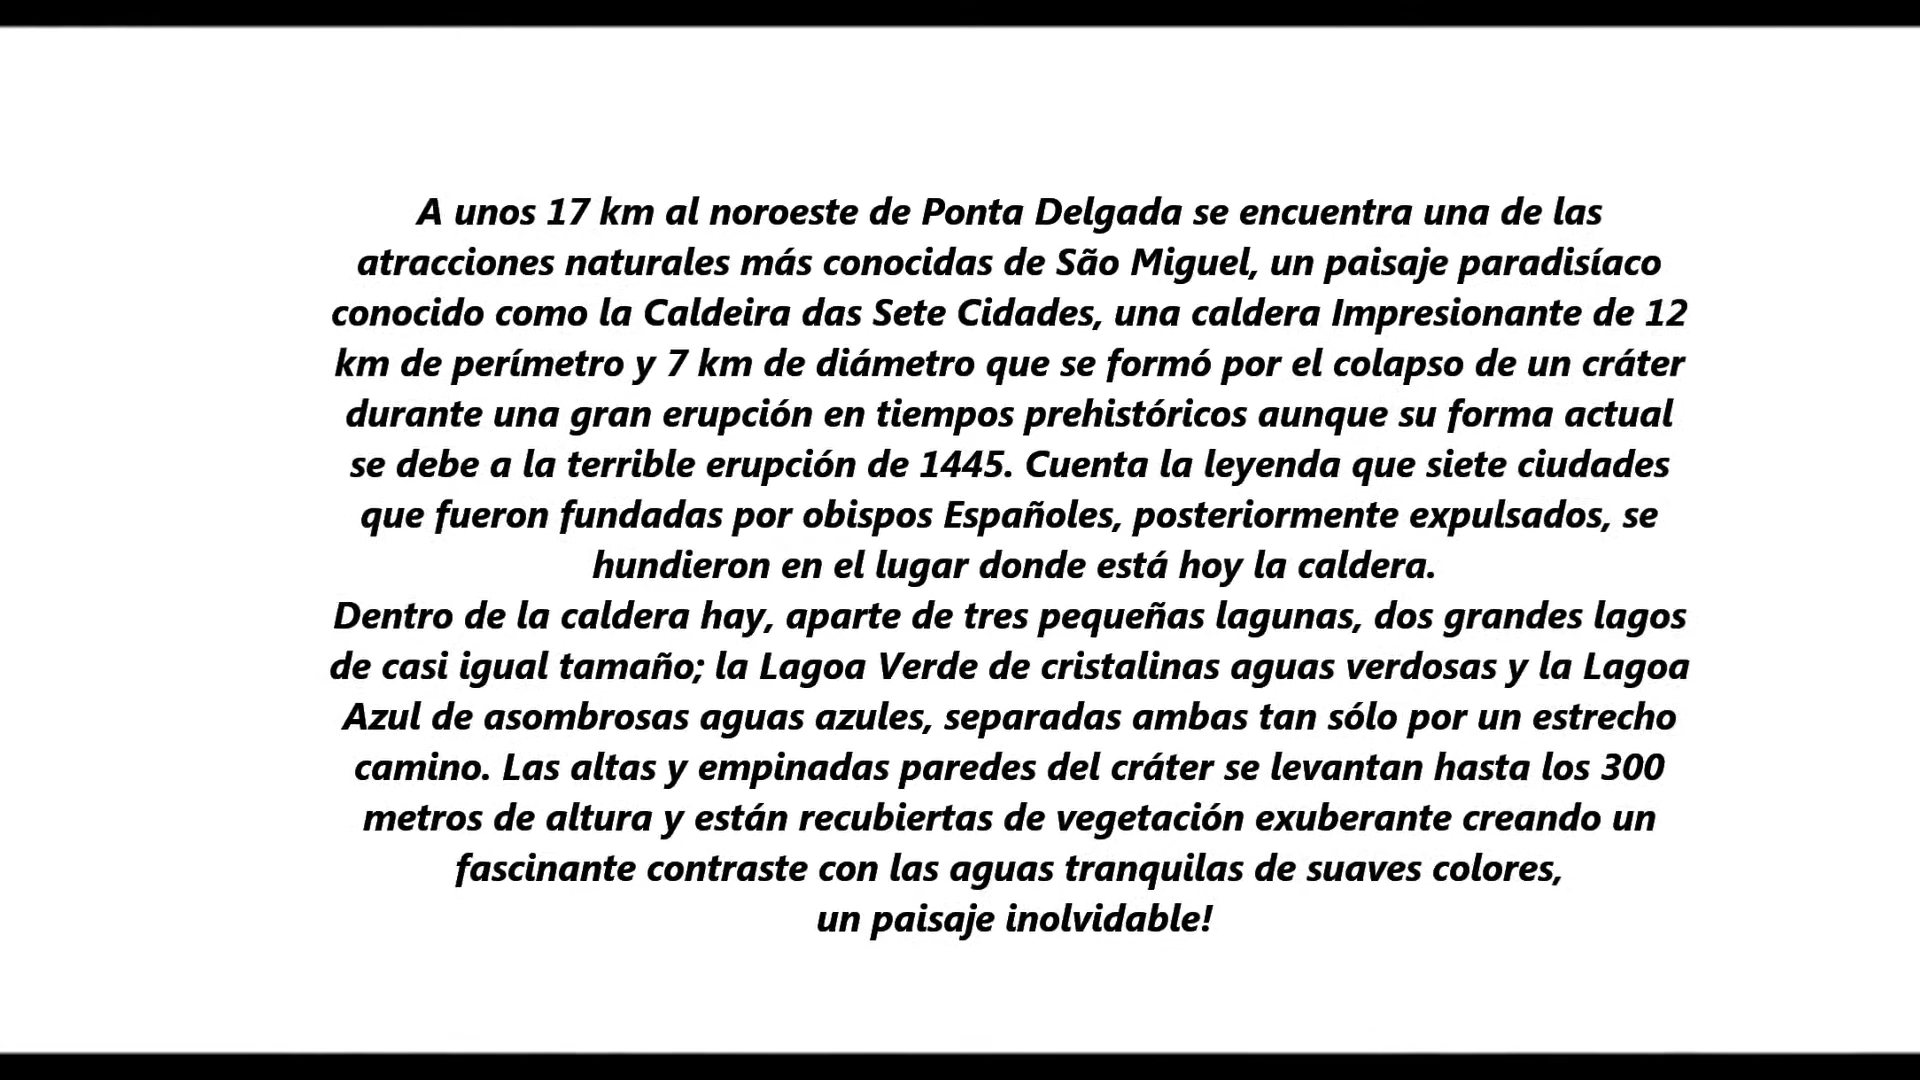 A unos 17 km al noroeste de Ponta Delgada se encuentra una de las
atracciones naturales más conocidas de São Miguel, un paisaje paradisíaco
conocido como la Caldeira das Sete Cidades, una caldera Impresionante de 12
km de perímetro y 7 km de diámetro que se formó por el colapso de un cráter
durante una gran erupción en tiempos prehistóricos aunque su forma actual
se debe a la terrible erupción de 1445. Cuenta la leyenda que siete ciudades
que fueron fundadas por obispos Españoles, posteriormente expulsados, se
hundieron en el lugar donde está hoy la caldera.
Dentro de la caldera hay, aparte de tres pequeñas lagunas, dos grandes lagos
de casi igual tamaño; la Lagoa Verde de cristalinas aguas verdosas y la Lagoa
Azul de asombrosas aguas azules, separadas ambas tan sólo por un estrecho
camino. Las altas y empinadas paredes del cráter se levantan hasta los 300
metros de altura y están recubiertas de vegetación exuberante creando un
fascinante contraste con las aguas tranquilas de suaves colores,
un paisaje inolvidable!